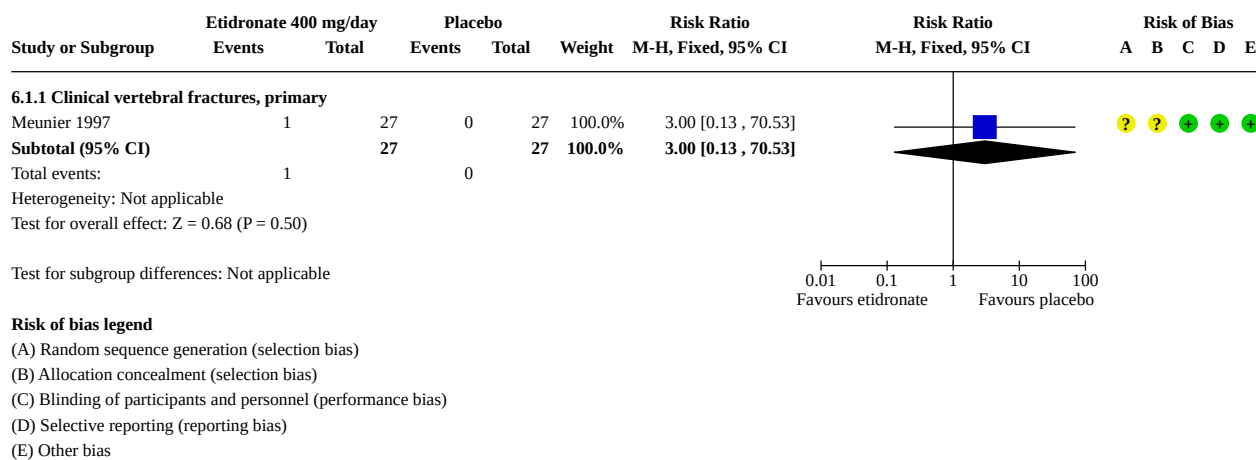 Etidronate 400 mg/day Placebo Risk Ratio Risk Ratio Risk of Bias
Study or Subgroup Events Total Events Total Weight M-H, Fixed, 95% CI M-H, Fixed, 95% CI A B C D E
6.1.1 Clinical vertebral fractures, primary
Meunier 1997 1 27 0 27 100.0% 3.00 [0.13 , 70.53] ? ? + + +
Subtotal (95% CI) 27 27 100.0% 3.00 [0.13 , 70.53]
Total events: 1 0
Heterogeneity: Not applicable
Test for overall effect: Z = 0.68 (P = 0.50)
Test for subgroup differences: Not applicable
0.01 0.1 1 10 100
Favours etidronate Favours placebo
Risk of bias legend
(A) Random sequence generation (selection bias)
(B) Allocation concealment (selection bias)
(C) Blinding of participants and personnel (performance bias)
(D) Selective reporting (reporting bias)
(E) Other bias